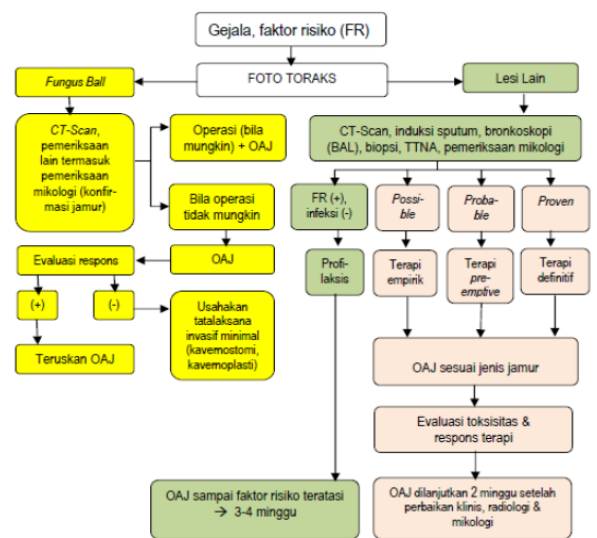 Gejala, faktor risiko (FR)
Fungus Ball
FOTO TORAKS
Lesi Lain
CT-Scan,
pemeriksaan
lain termasuk
pemeriksaan
mikologi (konfir-
masi jamur)
Operasi (bila
mungkin) + OAJ
Bila operasi
tidak mungkin
OAJ
Evaluasi respons
(+)
(-)
Teruskan OAJ
Usahakan
tatalaksana
invasif minimal
(kavernostomi,
kavernoplasti)
CT-Scan, induksi sputum, bronkoskopi
(BAL), biopsi, TTNA, pemeriksaan mikologi
FR (+),
infeksi (-)
Possi-
ble
Proba-
ble
Proven
Profi-
laksis
Terapi
empirik
Terapi
pre-
emptive
Terapi
definitif
OAJ sesuai jenis jamur
Evaluasi toksisitas &
respons terapi
OAJ sampai faktor risiko teratasi
→ 3-4 minggu
OAJ dilanjutkan 2 minggu setelah
perbaikan klinis, radiologi &
mikologi